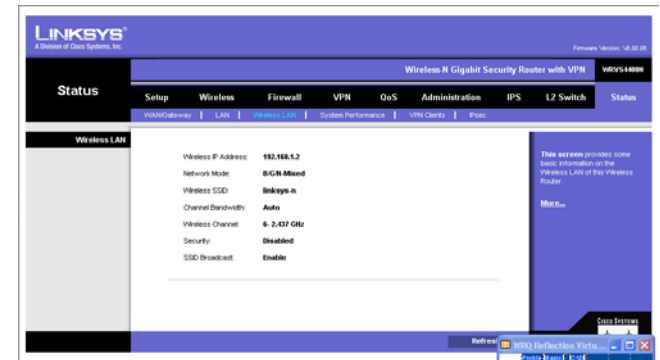 LINKSYS®
A Division of Cisco Systems, Inc.
Firmware Version:
Wireless-N Gigabit Security Router with VPN WRVS4400N
Status
Setup Wireless Firewall VPN QoS Administration IPS L2 Switch Status
WAN/Gateway | LAN | Wireless LAN | System Performance | VPN Clients | IPsec
Wireless LAN
Wireless IP Address: 192.168.1.2
Network Mode: B/G/N-Mixed
Wireless SSID: linksys-n
Channel Bandwidth: Auto
Wireless Channel: 6- 2.437 GHz
Security: Disabled
SSID Broadcast: Enable
This screen provides some
basic information on the
Wireless LAN of this Wireless
Router.
More...
CISCO SYSTEMS
Refres
WRQ Reflection Virtu...